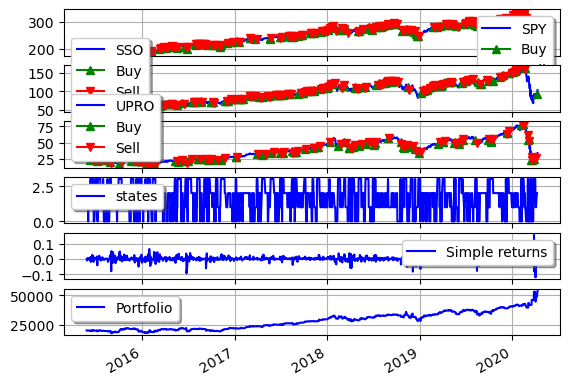 300
200
SPY
Buy
SSO
Buy
Sell
150
100
50
UPRO
Buy
Sell
75
50
25
2.5
0.0
states
0.1
0.0
−0.1
Simple returns
50000
25000
Portfolio
2016
2017
2018
2019
2020